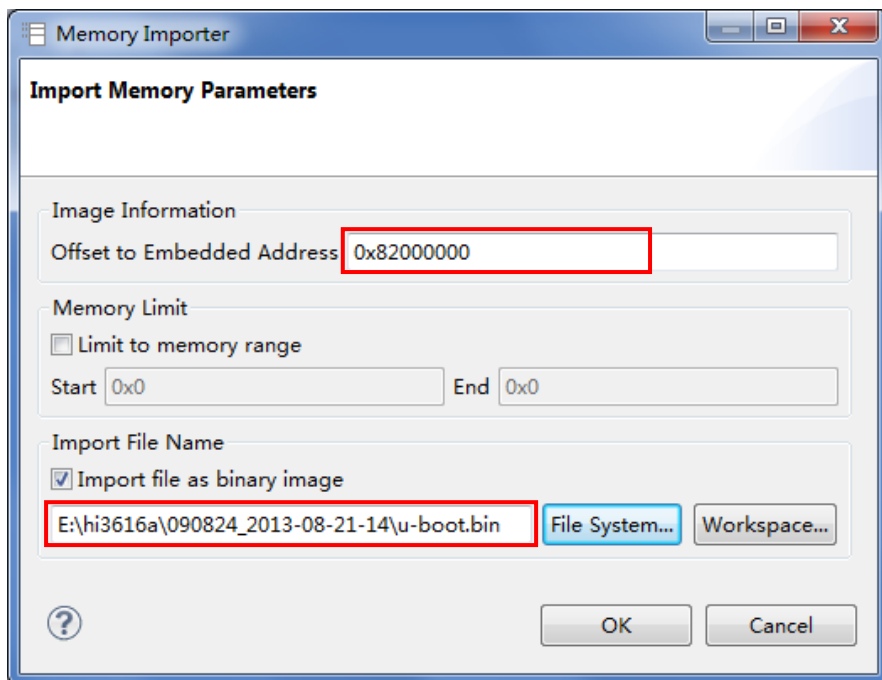 Memory Importer
Import Memory Parameters
Image Information
Offset to Embedded Address 0x82000000
Memory Limit
Limit to memory range
Start 0x0 End 0x0
Import File Name
Import file as binary image
E:\hi3616a\090824_2013-08-21-14\u-boot.bin File System... Workspace...
? OK Cancel